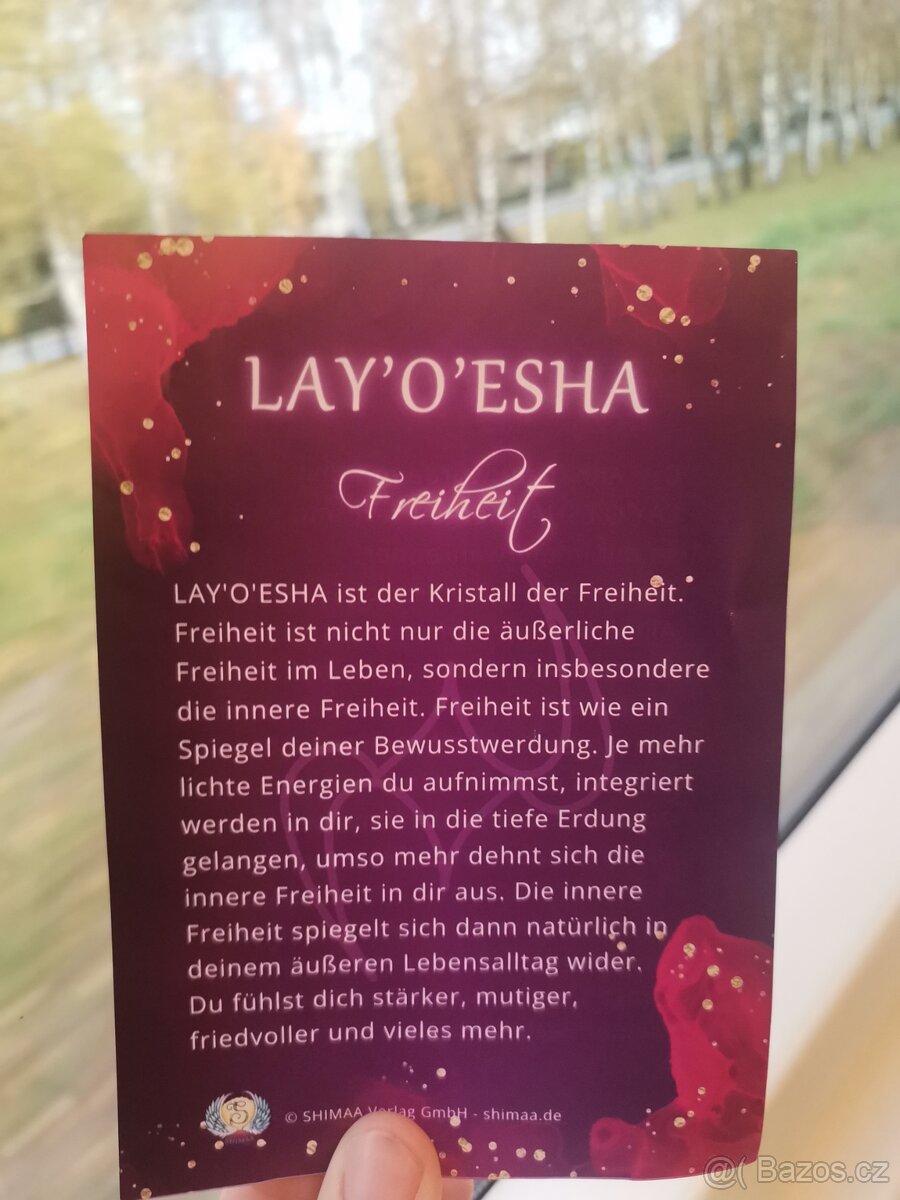 LAY’O’ESHA
Freiheit
LAY'O'ESHA ist der Kristall der Freiheit.
Freiheit ist nicht nur die äußerliche
Freiheit im Leben, sondern insbesondere
die innere Freiheit. Freiheit ist wie ein
Spiegel deiner Bewusstwerdung. Je mehr
lichte Energien du aufnimmst, integriert
werden in dir, sie in die tiefe Erdung
gelangen, umso mehr dehnt sich die
innere Freiheit in dir aus. Die innere
Freiheit spiegelt sich dann natürlich in
deinem äußeren Lebensalltag wider.
Du fühlst dich stärker, mutiger,
friedvoller und vieles mehr.
S
SHIMAA
© SHIMAA Verlag GmbH - shimaa.de
@( Bazos.cz